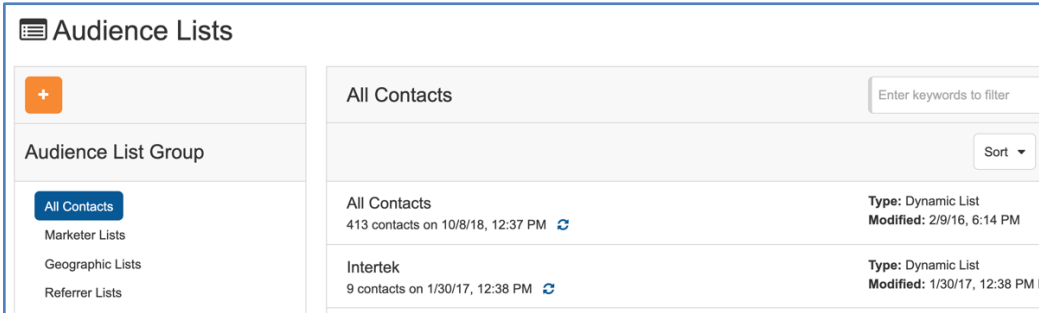 Audience Lists
+
Audience List Group
All Contacts
Marketer Lists
Geographic Lists
Referrer Lists
All Contacts
Enter keywords to filter
Sort
All Contacts
413 contacts on 10/8/18, 12:37 PM
Type: Dynamic List
Modified: 2/9/16, 6:14 PM
Intertek
9 contacts on 1/30/17, 12:38 PM
Type: Dynamic List
Modified: 1/30/17, 12:38 PM